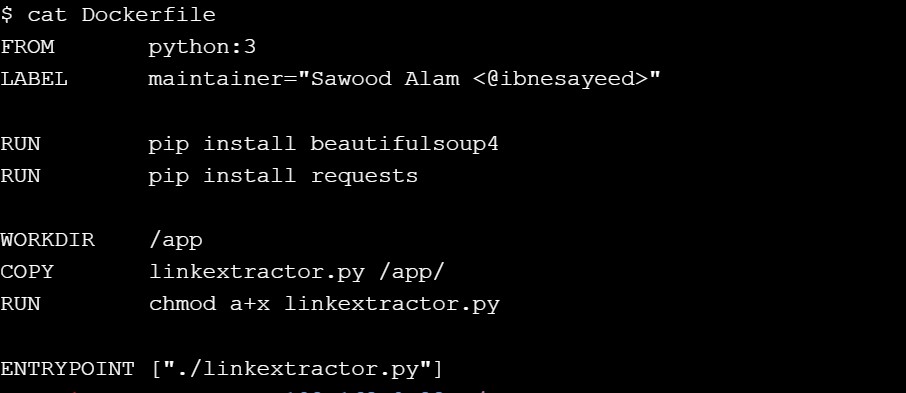 $ cat Dockerfile
FROM       python:3
LABEL      maintainer="Sawood Alam <@ibnesayeed>"
RUN        pip install beautifulsoup4
RUN        pip install requests
WORKDIR    /app
COPY       linkextractor.py /app/
RUN        chmod a+x linkextractor.py
ENTRYPOINT ["./linkextractor.py"]